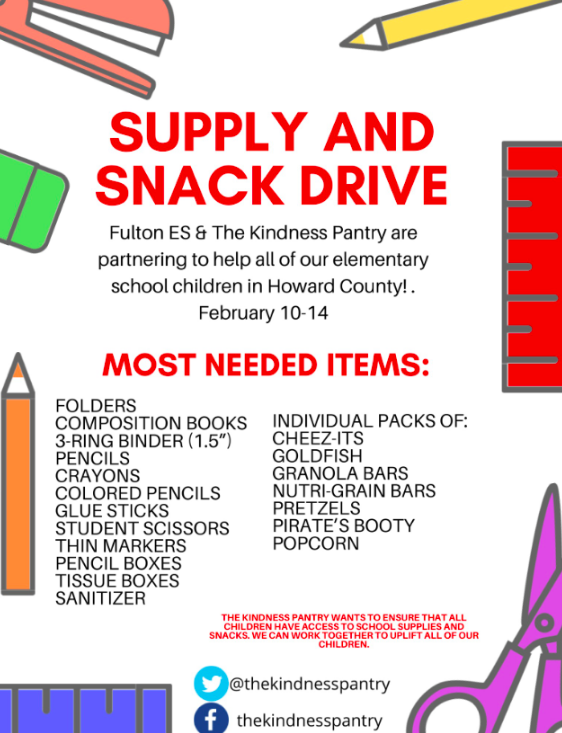 SUPPLY AND
SNACK DRIVE
Fulton ES & The Kindness Pantry are
partnering to help all of our elementary
school children in Howard County! .
February 10-14
MOST NEEDED ITEMS:
FOLDERS
COMPOSITION BOOKS
3-RING BINDER (1.5”)
PENCILS
CRAYONS
COLORED PENCILS
GLUE STICKS
STUDENT SCISSORS
THIN MARKERS
PENCIL BOXES
TISSUE BOXES
SANITIZER
INDIVIDUAL PACKS OF:
CHEEZ-ITS
GOLDFISH
GRANOLA BARS
NUTRI-GRAIN BARS
PRETZELS
PIRATE’S BOOTY
POPCORN
THE KINDNESS PANTRY WANTS TO ENSURE THAT ALL
CHILDREN HAVE ACCESS TO SCHOOL SUPPLIES AND
SNACKS. WE CAN WORK TOGETHER TO UPLIFT ALL OF OUR
CHILDREN.
@thekindnesspantry
thekindnesspantry